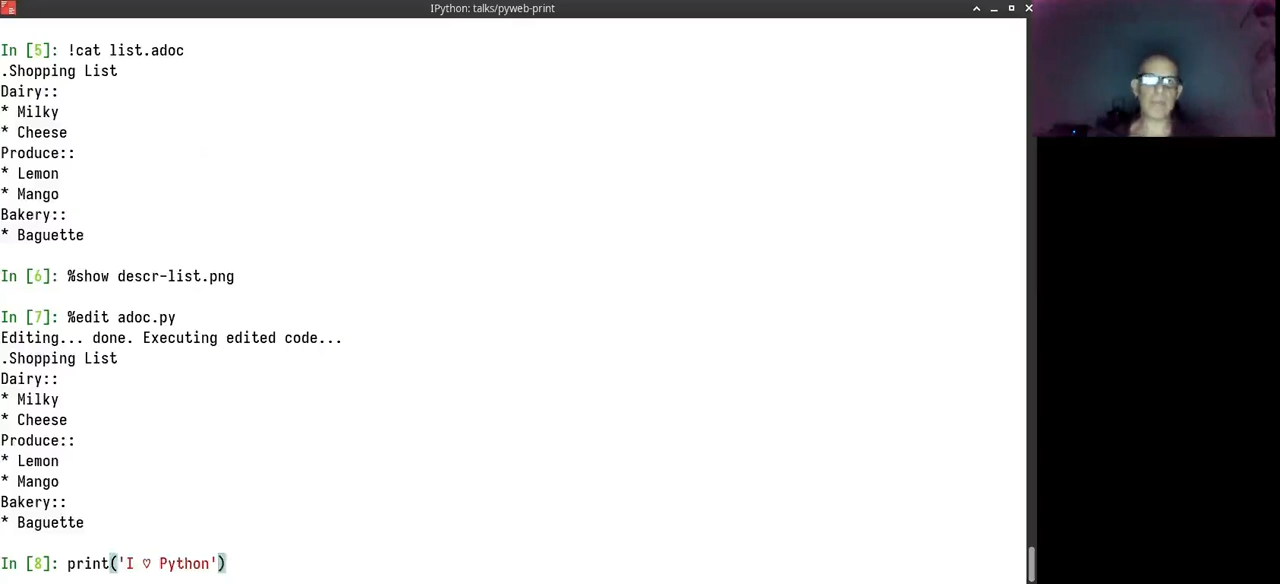 IPython: talks/pyweb-print
In [5]: !cat list.adoc
.Shopping List
Dairy::
* Milky
* Cheese
Produce::
* Lemon
* Mango
Bakery::
* Baguette
In [6]: %show descr-list.png
In [7]: %edit adoc.py
Editing... done. Executing edited code...
.Shopping List
Dairy::
* Milky
* Cheese
Produce::
* Lemon
* Mango
Bakery::
* Baguette
In [8]: print('I ♡ Python')